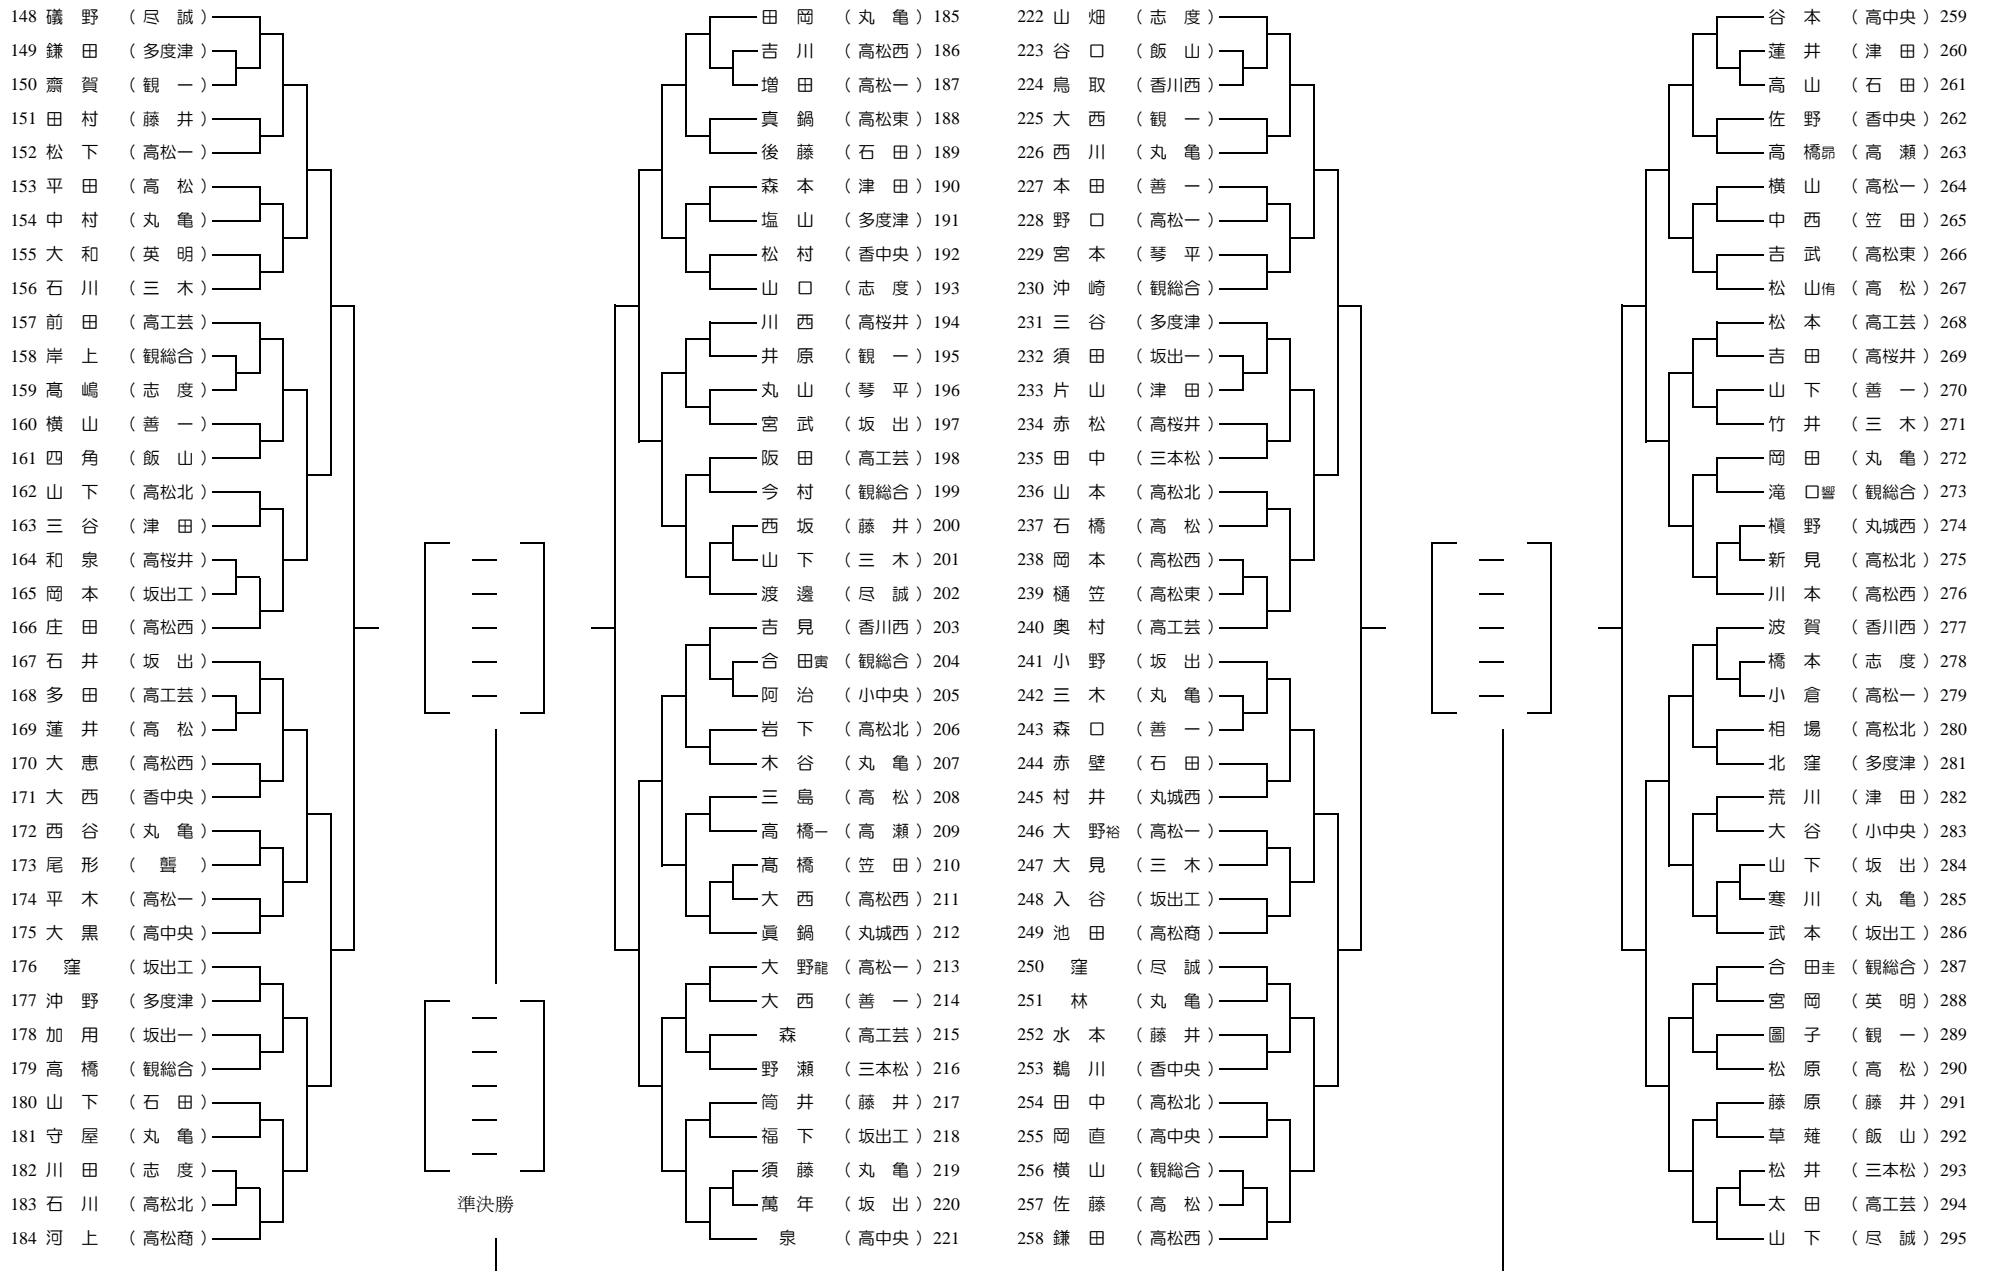 148 礒野 （尽誠）
149 鎌田 （多度津）
150 齋賀 （観一）
151 田村 （藤井）
152 松下 （高松一）
153 平田 （高松）
154 中村 （丸亀）
155 大和 （英明）
156 石川 （三木）
157 前田 （高工芸）
158 岸上 （観総合）
159 髙嶋 （志度）
160 横山 （善一）
161 四角 （飯山）
162 山下 （高松北）
163 三谷 （津田）
164 和泉 （高桜井）
165 岡本 （坂出工）
166 庄田 （高松西）
167 石井 （坂出）
168 多田 （高工芸）
169 蓮井 （高松）
170 大恵 （高松西）
171 大西 （香中央）
172 西谷 （丸亀）
173 尾形 （聾）
174 平木 （高松一）
175 大黒 （高中央）
176 窪 （坂出工）
177 沖野 （多度津）
178 加用 （坂出一）
179 高橋 （観総合）
180 山下 （石田）
181 守屋 （丸亀）
182 川田 （志度）
183 石川 （高松北）
184 河上 （高松商）
準決勝
田岡 （丸亀） 185
吉川 （高松西） 186
増田 （高松一） 187
真鍋 （高松東） 188
後藤 （石田） 189
森本 （津田） 190
塩山 （多度津） 191
松村 （香中央） 192
山口 （志度） 193
川西 （高桜井） 194
井原 （観一） 195
丸山 （琴平） 196
宮武 （坂出） 197
阪田 （高工芸） 198
今村 （観総合） 199
西坂 （藤井） 200
山下 （三木） 201
渡邊 （尽誠） 202
吉見 （香川西） 203
合田寅 （観総合） 204
阿治 （小中央） 205
岩下 （高松北） 206
木谷 （丸亀） 207
三島 （高松） 208
高橋一 （高瀬） 209
髙橋 （笠田） 210
大西 （高松西） 211
眞鍋 （丸城西） 212
大野龍 （高松一） 213
大西 （善一） 214
森 （高工芸） 215
野瀬 （三本松） 216
筒井 （藤井） 217
福下 （坂出工） 218
須藤 （丸亀） 219
萬年 （坂出） 220
泉 （高中央） 221
222 山畑 （志度）
223 谷口 （飯山）
224 鳥取 （香川西）
225 大西 （観一）
226 西川 （丸亀）
227 本田 （善一）
228 野口 （高松一）
229 宮本 （琴平）
230 沖崎 （観総合）
231 三谷 （多度津）
232 須田 （坂出一）
233 片山 （津田）
234 赤松 （高桜井）
235 田中 （三本松）
236 山本 （高松北）
237 石橋 （高松）
238 岡本 （高松西）
239 樋笠 （高松東）
240 奥村 （高工芸）
241 小野 （坂出）
242 三木 （丸亀）
243 森口 （善一）
244 赤壁 （石田）
245 村井 （丸城西）
246 大野裕 （高松一）
247 大見 （三木）
248 入谷 （坂出工）
249 池田 （高松商）
250 窪 （尽誠）
251 林 （丸亀）
252 水本 （藤井）
253 鵜川 （香中央）
254 田中 （高松北）
255 岡直 （高中央）
256 横山 （観総合）
257 佐藤 （高松）
258 鎌田 （高松西）
谷本 （高中央） 259
蓮井 （津田） 260
高山 （石田） 261
佐野 （香中央） 262
高橋昴 （高瀬） 263
横山 （高松一） 264
中西 （笠田） 265
吉武 （高松東） 266
松山侑 （高松） 267
松本 （高工芸） 268
吉田 （高桜井） 269
山下 （善一） 270
竹井 （三木） 271
岡田 （丸亀） 272
滝口響 （観総合） 273
槇野 （丸城西） 274
新見 （高松北） 275
川本 （高松西） 276
波賀 （香川西） 277
橋本 （志度） 278
小倉 （高松一） 279
相場 （高松北） 280
北窪 （多度津） 281
荒川 （津田） 282
大谷 （小中央） 283
山下 （坂出） 284
寒川 （丸亀） 285
武本 （坂出工） 286
合田圭 （観総合） 287
宮岡 （英明） 288
圖子 （観一） 289
松原 （高松） 290
藤原 （藤井） 291
草薙 （飯山） 292
松井 （三本松） 293
太田 （高工芸） 294
山下 （尽誠） 295